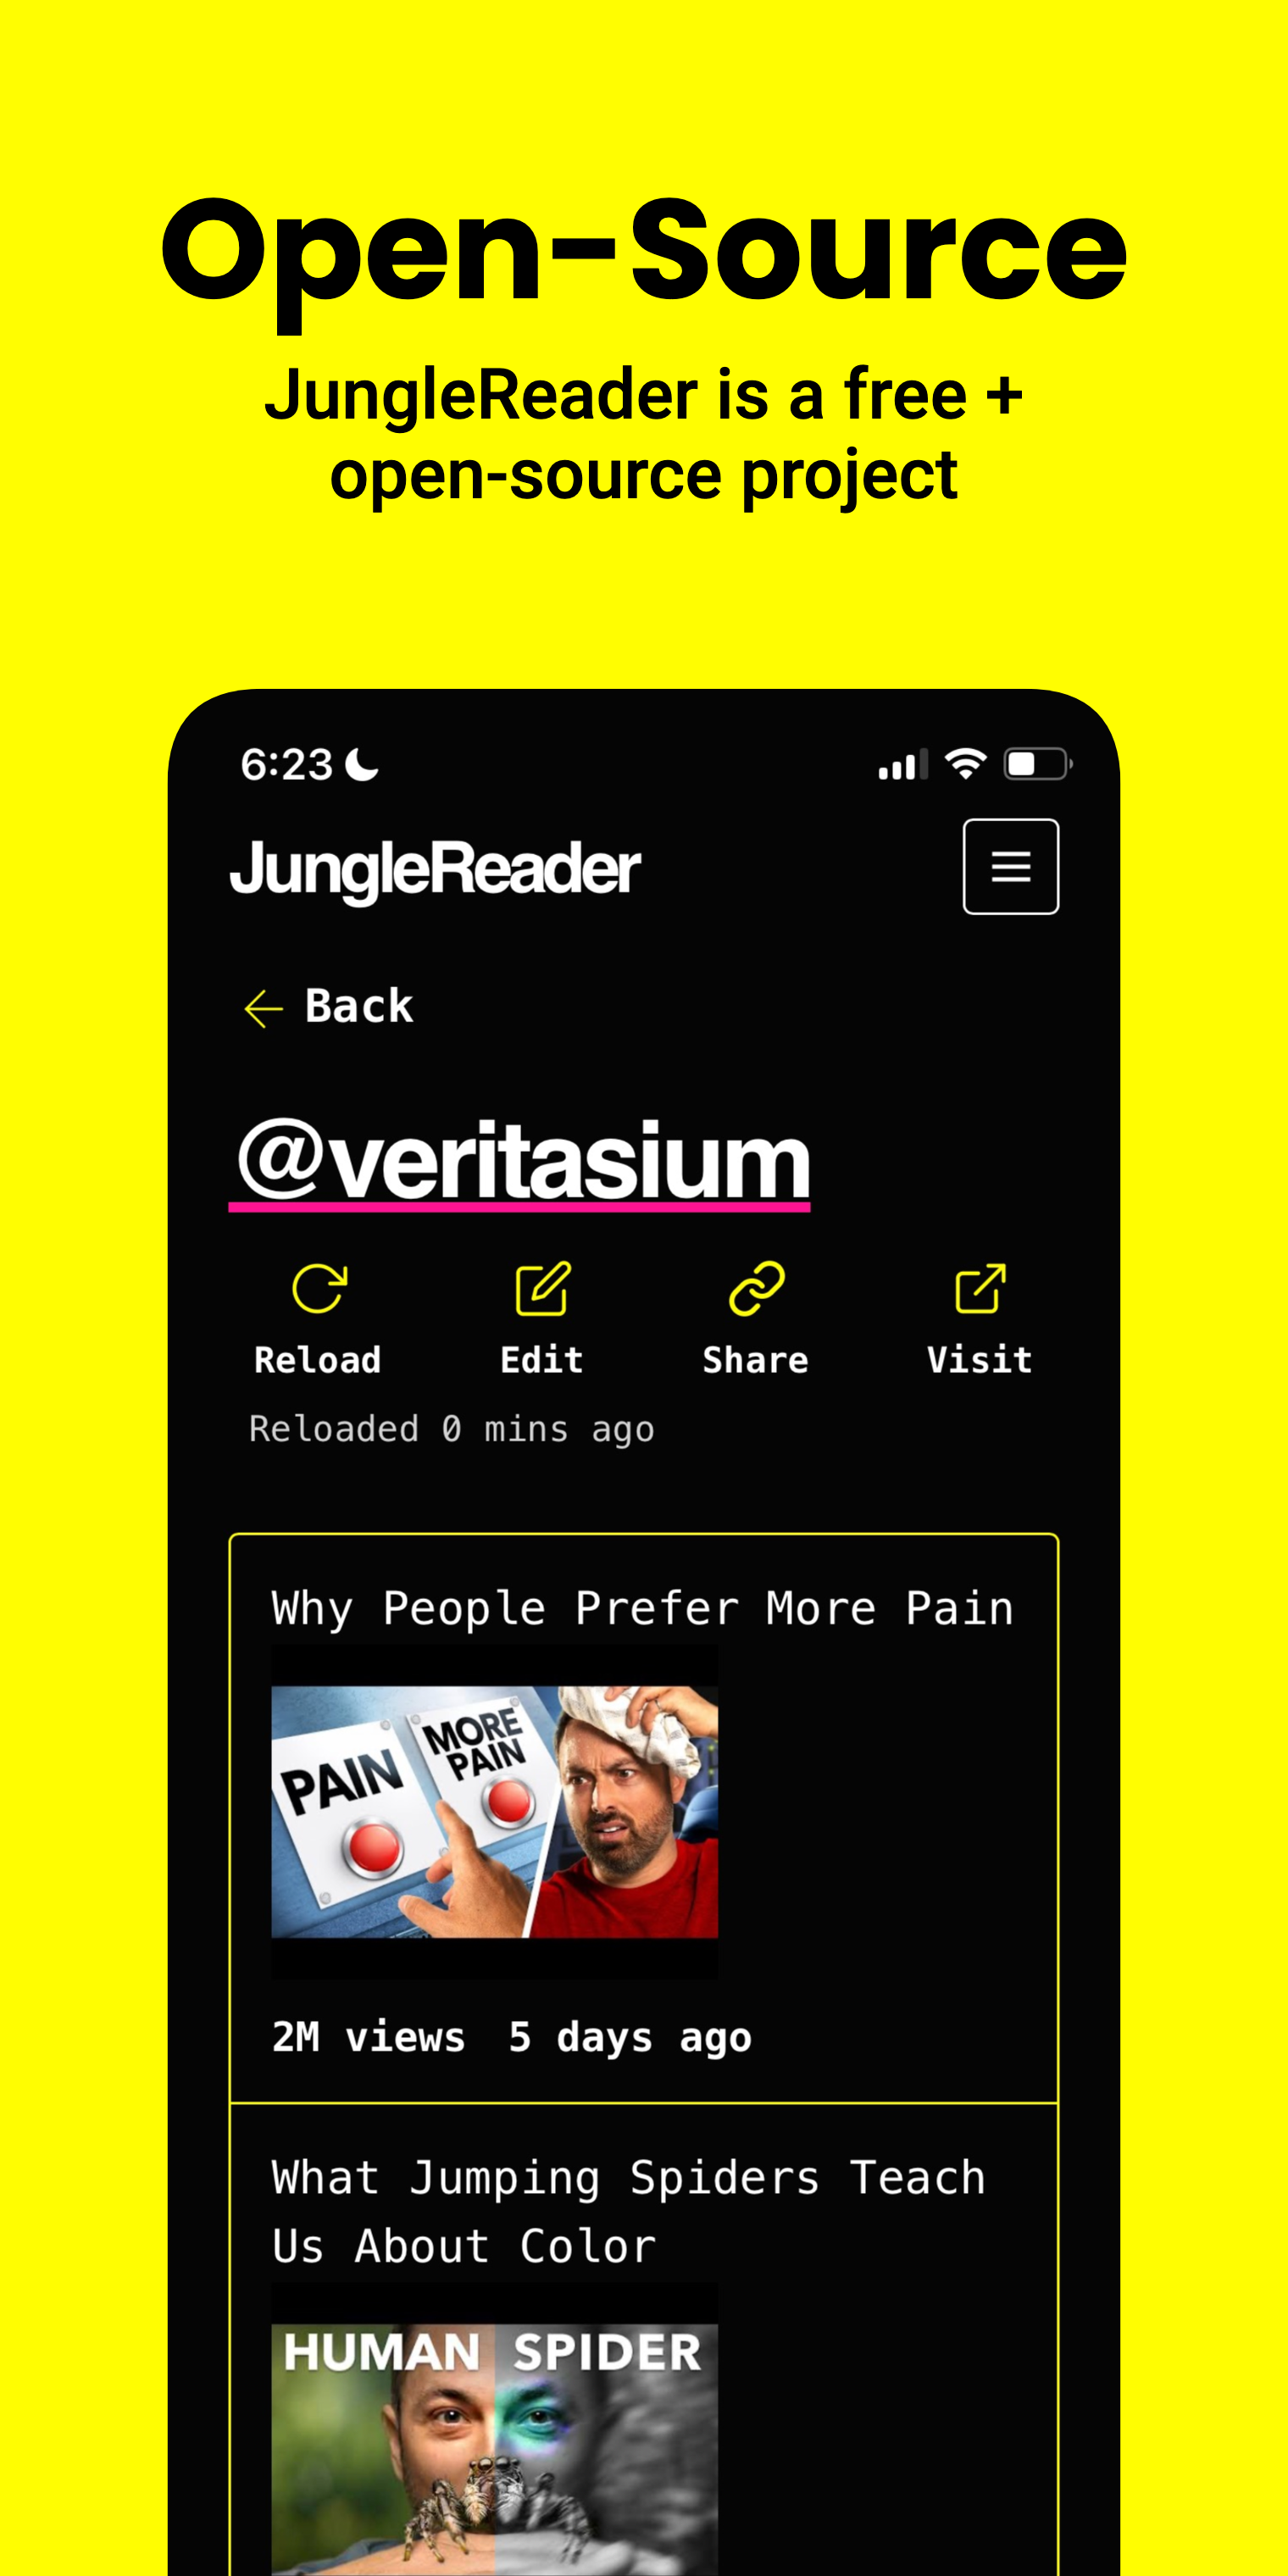 Open-Source
JungleReader is a free +
open-source project
6:23
JungleReader
Back
@veritasium
Reload Edit Share Visit
Reloaded 0 mins ago
Why People Prefer More Pain
PAIN
MORE
PAIN
2M views 5 days ago
What Jumping Spiders Teach
Us About Color
HUMAN SPIDER